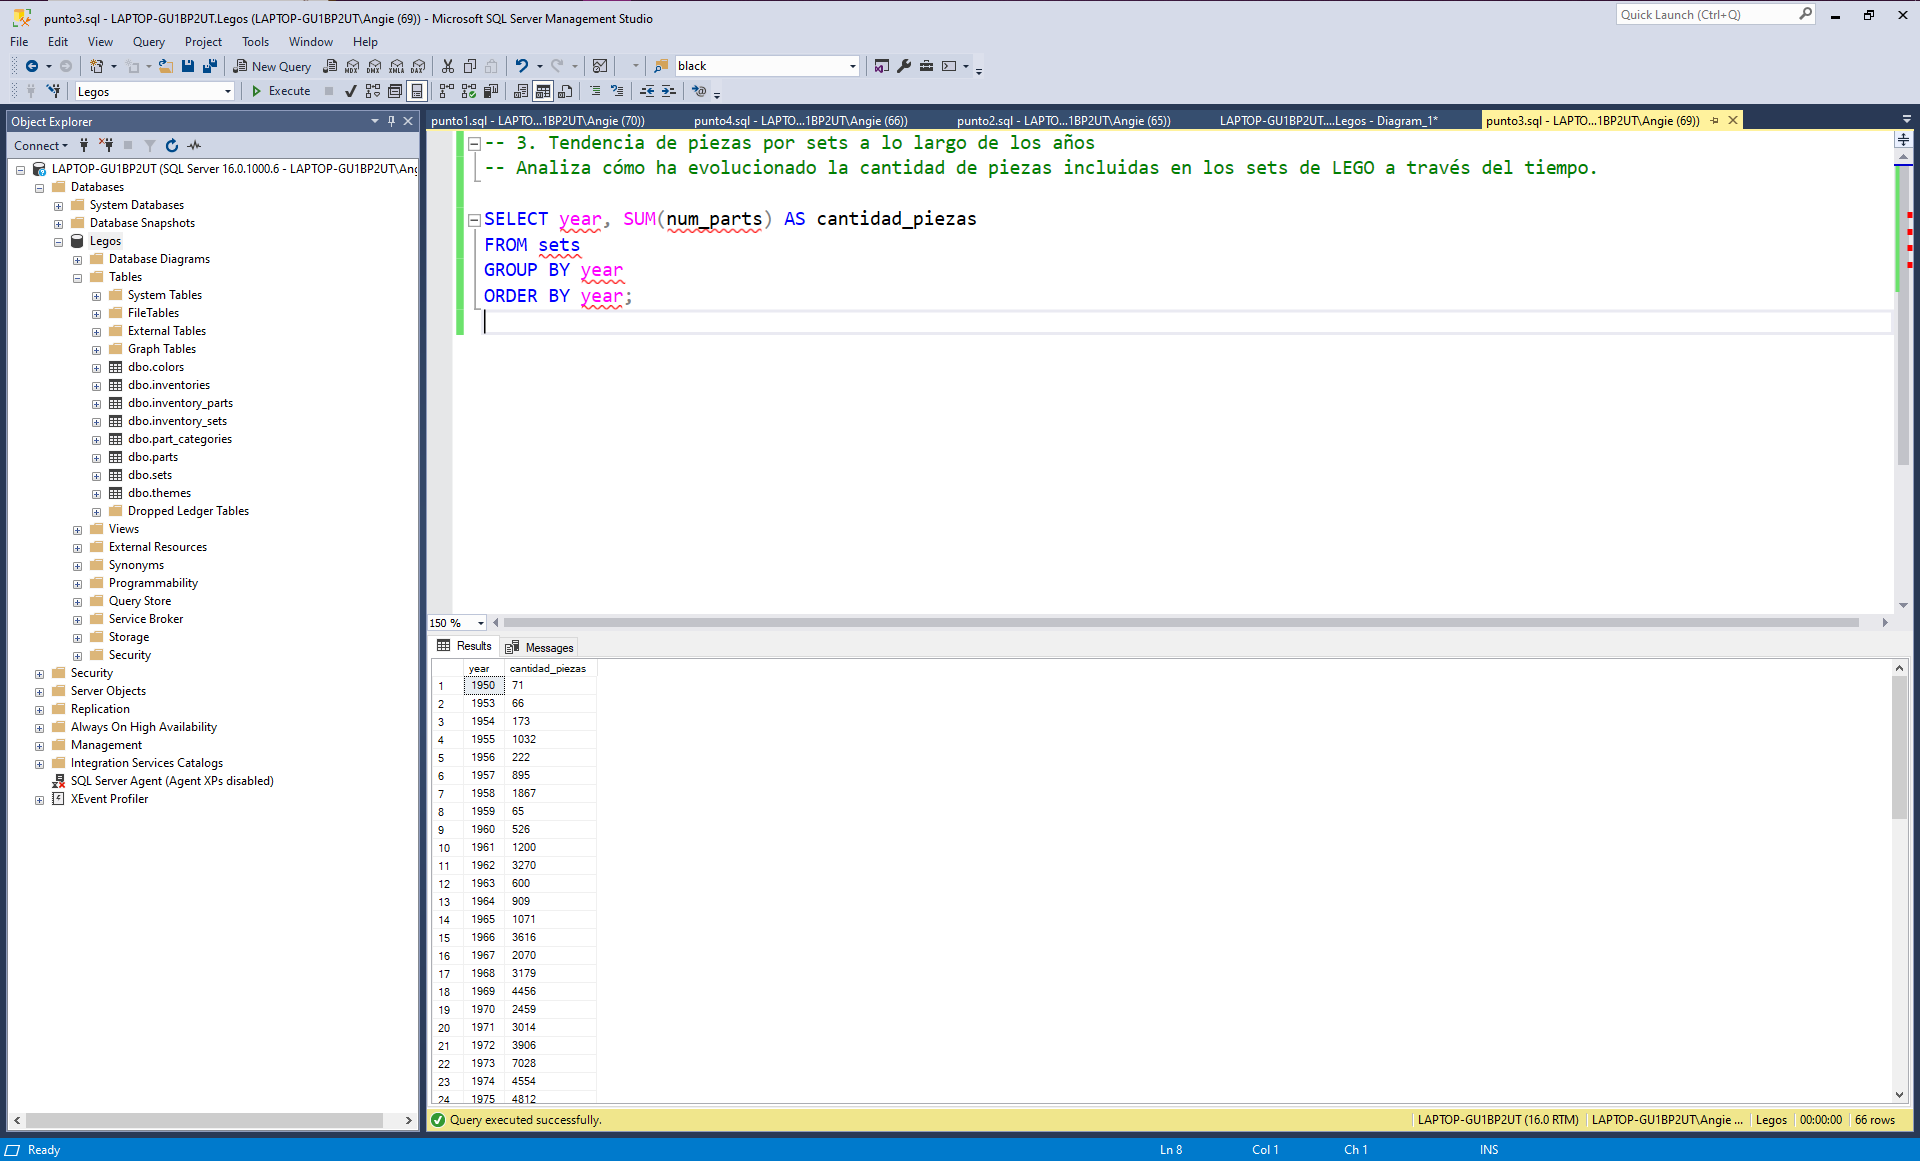 punto3.sql - LAPTOP-GU1BP2UT.Legos (LAPTOP-GU1BP2UT\Angie (69)) - Microsoft SQL Server Management Studio
Quick Launch (Ctrl+Q)
File Edit View Query Project Tools Window Help
New Query MDX DMX XMLA DAX black
Legos Execute
Object Explorer
Connect
LAPTOP-GU1BP2UT (SQL Server 16.0.1000.6 - LAPTOP-GU1BP2UT\Ang
Databases
System Databases
Database Snapshots
Legos
Database Diagrams
Tables
System Tables
FileTables
External Tables
Graph Tables
dbo.colors
dbo.inventories
dbo.inventory_parts
dbo.inventory_sets
dbo.part_categories
dbo.parts
dbo.sets
dbo.themes
Dropped Ledger Tables
Views
External Resources
Synonyms
Programmability
Query Store
Service Broker
Storage
Security
Security
Server Objects
Replication
Always On High Availability
Management
Integration Services Catalogs
SQL Server Agent (Agent XPs disabled)
XEvent Profiler
punto1.sql - LAPTO...1BP2UT\Angie (70)) punto4.sql - LAPTO...1BP2UT\Angie (66)) punto2.sql - LAPTO...1BP2UT\Angie (65)) LAPTOP-GU1BP2UT....Legos - Diagram_1* punto3.sql - LAPTO...1BP2UT\Angie (69))
-- 3. Tendencia de piezas por sets a lo largo de los años
-- Analiza cómo ha evolucionado la cantidad de piezas incluidas en los sets de LEGO a través del tiempo.
SELECT year, SUM(num_parts) AS cantidad_piezas
FROM sets
GROUP BY year
ORDER BY year;
150 %
Results Messages
year cantidad_piezas
1 1950 71
2 1953 66
3 1954 173
4 1955 1032
5 1956 222
6 1957 895
7 1958 1867
8 1959 65
9 1960 526
10 1961 1200
11 1962 3270
12 1963 600
13 1964 909
14 1965 1071
15 1966 3616
16 1967 2070
17 1968 3179
18 1969 4456
19 1970 2459
20 1971 3014
21 1972 3906
22 1973 7028
23 1974 4554
24 1975 4812
Query executed successfully. LAPTOP-GU1BP2UT (16.0 RTM) LAPTOP-GU1BP2UT\Angie ... Legos 00:00:00 66 rows
Ready Ln 8 Col 1 Ch 1 INS